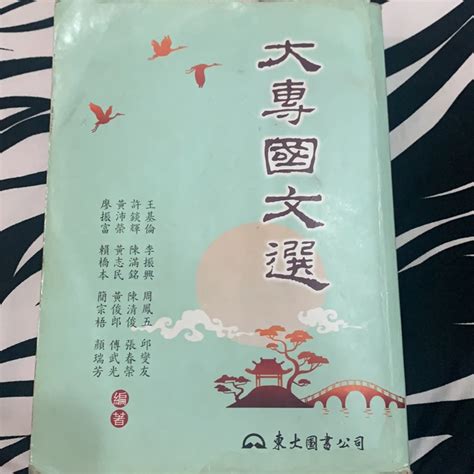 大專國文選
王基倫 李振興 周鳳五 邱燮友
許錟輝 陳滿銘 陳清俊 張春榮
黃沛榮 黃志民 黃俊郎 傅武光
廖振富 賴橋本 簡宗梧 顏瑞芳
編著
東大圖書公司